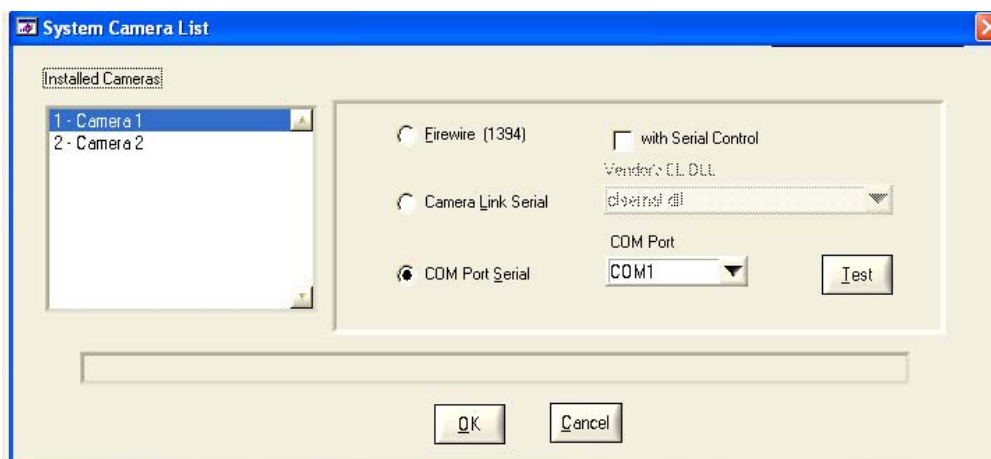 System Camera List
Installed Cameras
1 - Camera 1
2 - Camera 2
Firewire (1394)
with Serial Control
Vendor's CL DLL
Camera Link Serial
clserial.dll
COM Port
COM Port Serial
COM1
Test
OK
Cancel